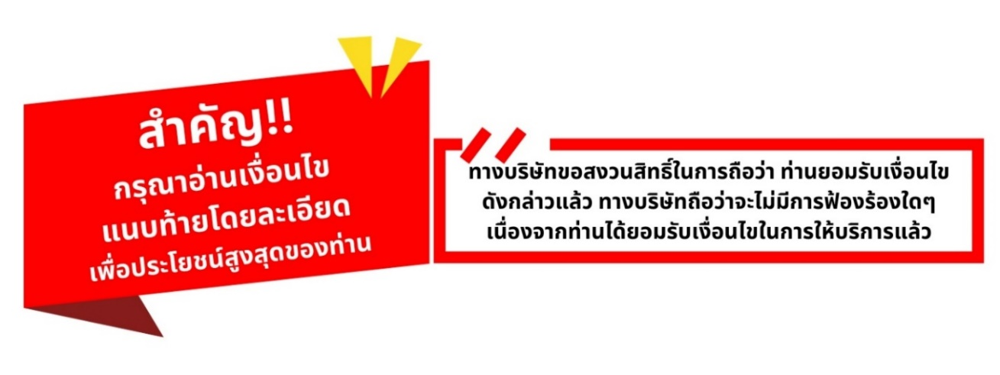 สำคัญ!!
กรุณาอ่านเงื่อนไข
แนบท้ายโดยละเอียด
เพื่อประโยชน์สูงสุดของท่าน
ทางบริษัทขอสงวนสิทธิ์ในการถือว่า ท่านยอมรับเงื่อนไข
ดังกล่าวแล้ว ทางบริษัทถือว่าจะไม่มีการฟ้องร้องใดๆ
เนื่องจากท่านได้ยอมรับเงื่อนไขในการให้บริการแล้ว